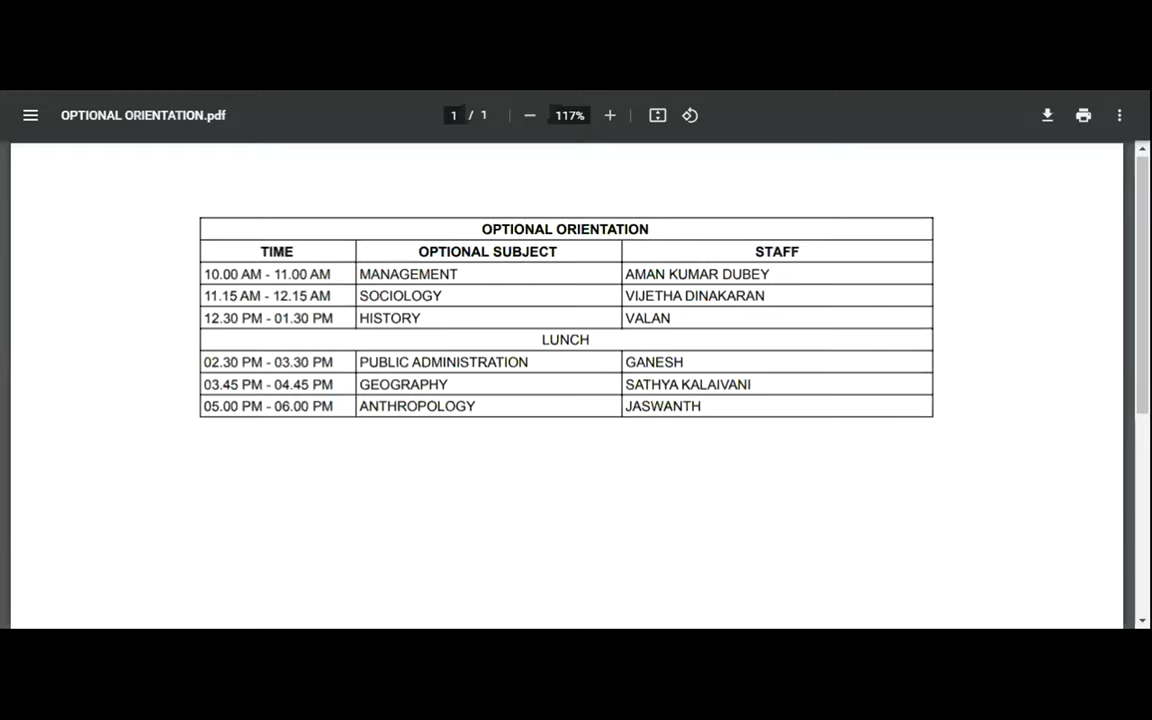 OPTIONAL ORIENTATION.pdf
1 / 1
117%
OPTIONAL ORIENTATION
TIME OPTIONAL SUBJECT STAFF
10.00 AM - 11.00 AM MANAGEMENT AMAN KUMAR DUBEY
11.15 AM - 12.15 AM SOCIOLOGY VIJETHA DINAKARAN
12.30 PM - 01.30 PM HISTORY VALAN
LUNCH
02.30 PM - 03.30 PM PUBLIC ADMINISTRATION GANESH
03.45 PM - 04.45 PM GEOGRAPHY SATHYA KALAIVANI
05.00 PM - 06.00 PM ANTHROPOLOGY JASWANTH